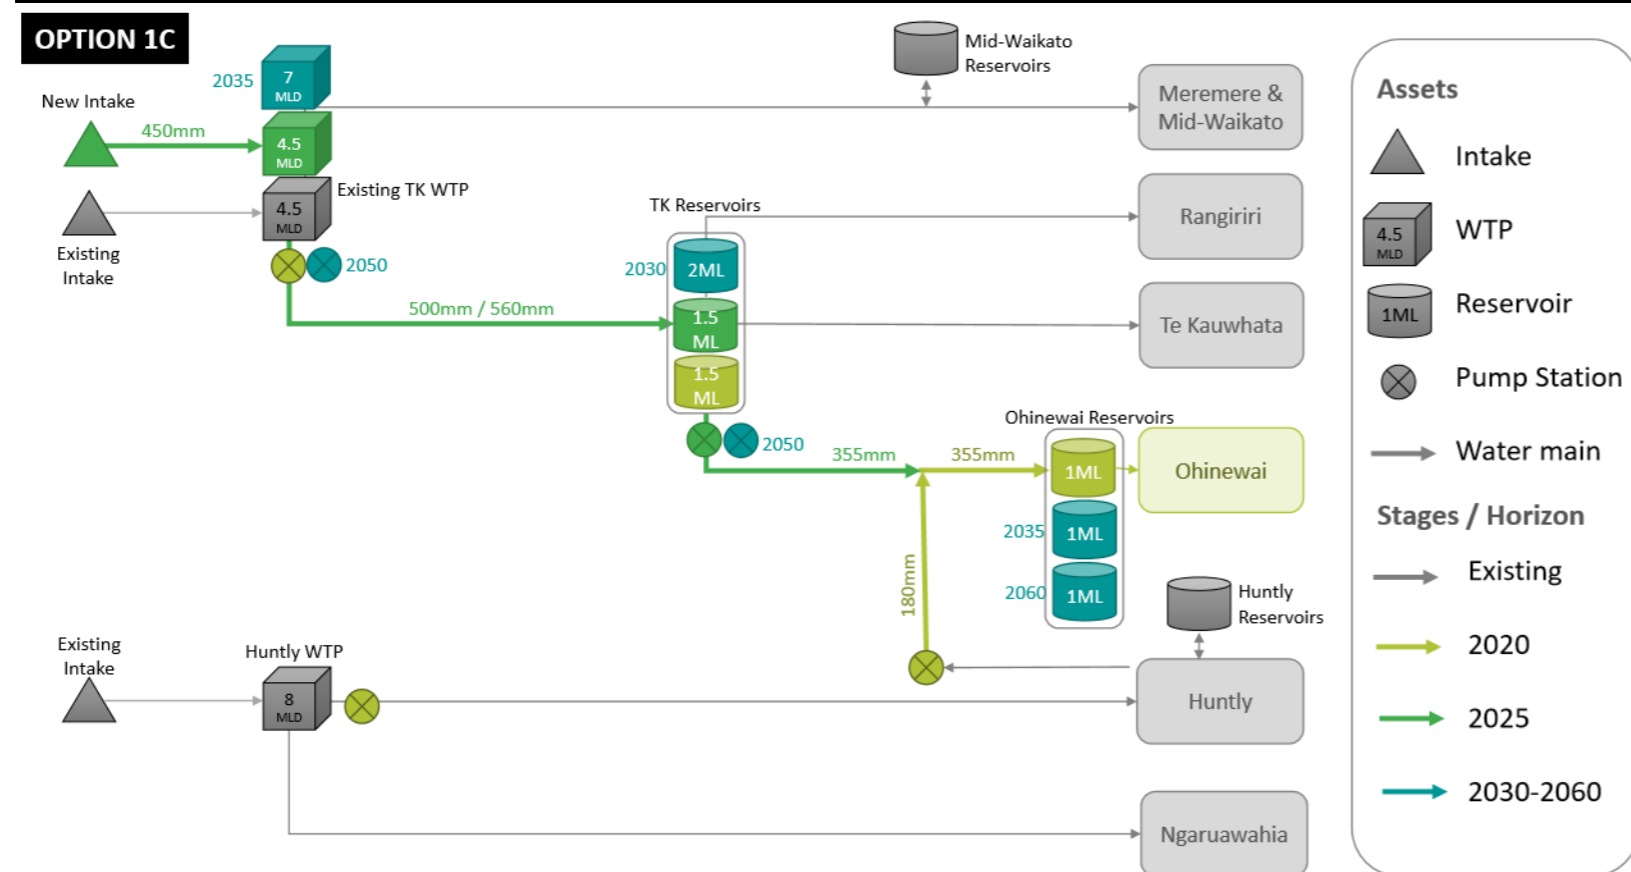 OPTION 1C
2035
7
MLD
New Intake
450mm
4.5
MLD
Existing TK WTP
4.5
MLD
Existing
Intake
2050
500mm / 560mm
Mid-Waikato
Reservoirs
Meremere &
Mid-Waikato
TK Reservoirs
Rangiriri
2030
2ML
1.5
ML
Te Kauwhata
1.5
ML
2050
355mm
355mm
Ohinewai Reservoirs
1ML
Ohinewai
2035
1ML
2060
1ML
180mm
Huntly
Reservoirs
Existing
Intake
Huntly WTP
8
MLD
Huntly
Ngaruawahia
Assets
Intake
4.5
MLD
WTP
1ML
Reservoir
Pump Station
Water main
Stages / Horizon
Existing
2020
2025
2030-2060